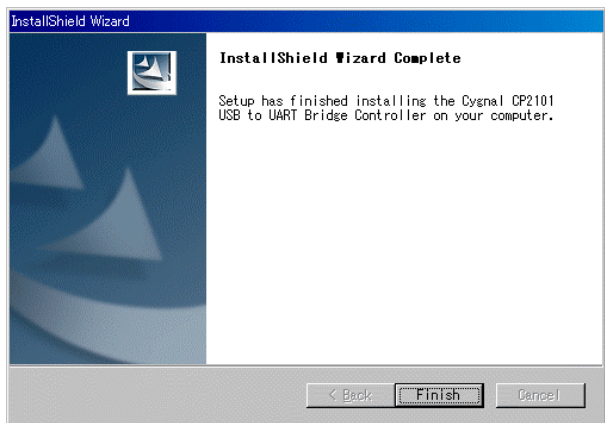 InstallShield Wizard
InstallShield Wizard Complete
Setup has finished installing the Cygnal CP2101
USB to UART Bridge Controller on your computer.
< Back Finish Cancel